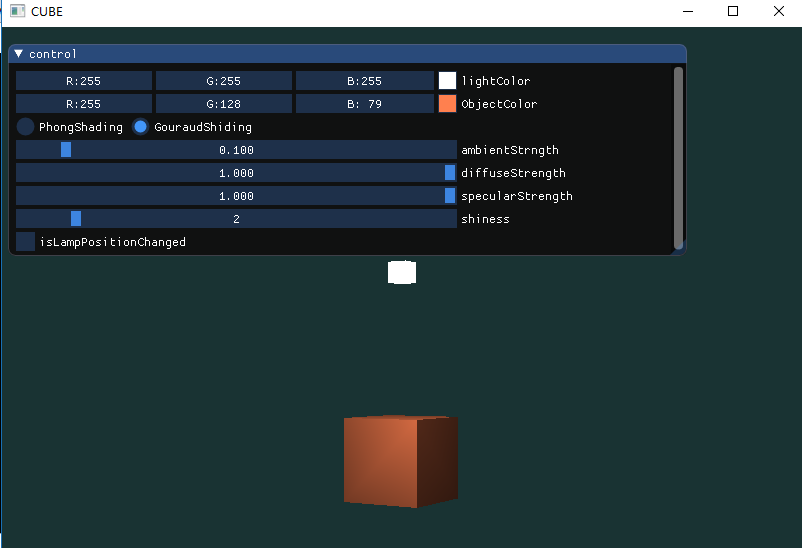 CUBE
control
R:255 G:255 B:255 lightColor
R:255 G:128 B: 79 ObjectColor
PhongShading GouraudShiding
0.100 ambientStrngth
1.000 diffuseStrength
1.000 specularStrength
2 shiness
isLampPositionChanged